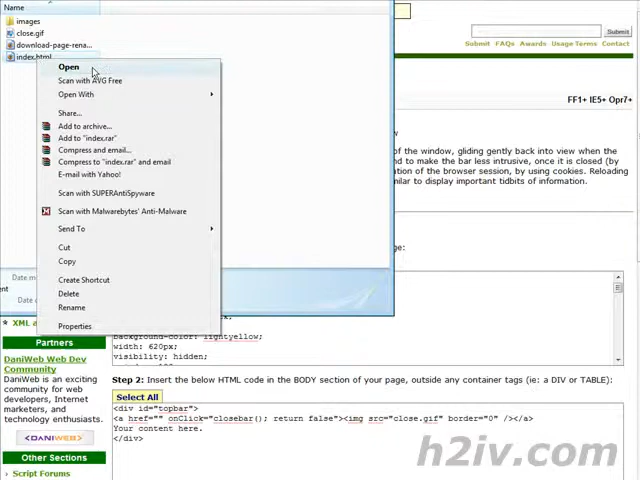 Name
images
close.gif
download-page-rena...
index.html
Open
Scan with AVG Free
Open With
Share...
Add to archive...
Add to "index.rar"
Compress and email...
Compress to "index.rar" and email
E-mail with Yahoo!
Scan with SUPERAntiSpyware
Scan with Malwarebytes' Anti-Malware
Send To
Cut
Copy
Create Shortcut
Delete
Rename
Properties
Submit
Submit FAQs Awards Usage Terms Contact
FF1+ IE5+ Opr7+
of the window, gliding gently back into view when the
and to make the bar less intrusive, once it is closed (by
ation of the browser session, by using cookies. Reloading
milar to display important tidbits of information.
ge:
Date
Date
XML
Partners
DaniWeb Web Dev
Community
DaniWeb is an exciting
community for web
developers, Internet
marketers, and
technology enthusiasts.
<DANIWEB>
Other Sections
Script Forums
background-color: lightyellow;
width: 620px;
visibility: hidden;
Step 2: Insert the below HTML code in the BODY section of your page, outside any container tags (ie: a DIV or TABLE):
Select All
<div id="topbar">
<a href="" onClick="closebar(); return false"><img src="close.gif" border="0" /></a>
Your content here.
</div>
h2iv.com